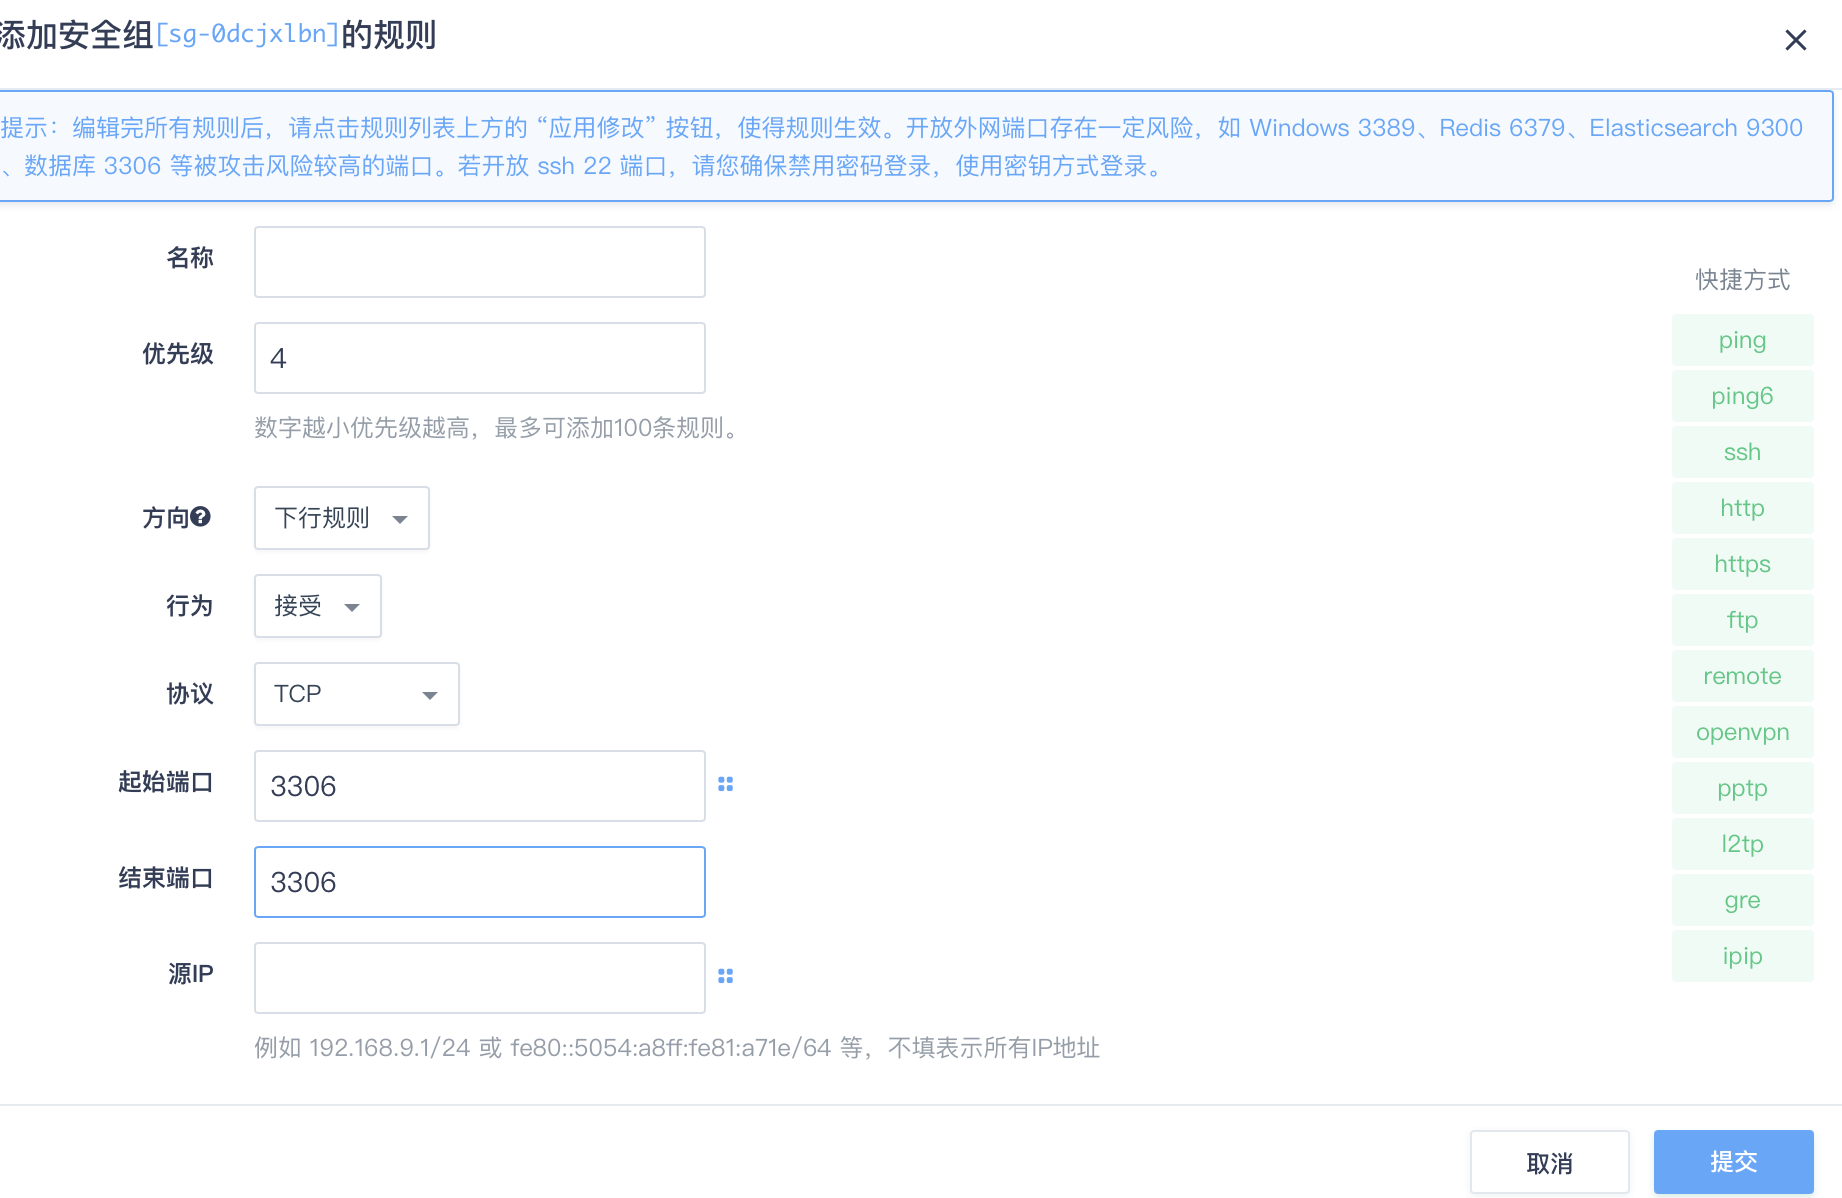 添加安全组[sg-0dcjxlbn]的规则
提示：编辑完所有规则后，请点击规则列表上方的 “应用修改” 按钮，使得规则生效。开放外网端口存在一定风险，如 Windows 3389、Redis 6379、Elasticsearch 9300
、数据库 3306 等被攻击风险较高的端口。若开放 ssh 22 端口，请您确保禁用密码登录，使用密钥方式登录。
名称
优先级
4
数字越小优先级越高，最多可添加100条规则。
方向
下行规则
行为
接受
协议
TCP
起始端口
3306
结束端口
3306
源IP
例如 192.168.9.1/24 或 fe80::5054:a8ff:fe81:a71e/64 等，不填表示所有IP地址
快捷方式
ping
ping6
ssh
http
https
ftp
remote
openvpn
pptp
l2tp
gre
ipip
取消
提交